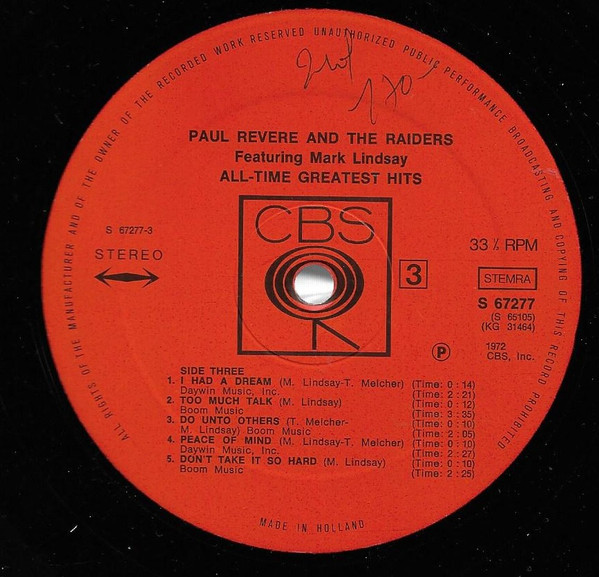 ALL RIGHTS OF THE MANUFACTURER AND OF THE OWNER OF THE RECORDED WORK RESERVED UNAUTHORIZED PUBLIC PERFORMANCE BROADCASTING AND COPYING OF THIS RECORD PROHIBITED
PAUL REVERE AND THE RAIDERS
Featuring Mark Lindsay
ALL-TIME GREATEST HITS
CBS
S 67277-3
STEREO
3
33⅓ RPM
STEMRA
S 67277
(S 65105)
(KG 31464)
Ⓟ 1972
CBS, Inc.
SIDE THREE
1. I HAD A DREAM (M. Lindsay-T. Melcher) (Time: 0:14)
Daywin Music, Inc. (Time: 2:21)
2. TOO MUCH TALK (M. Lindsay) (Time: 0:12)
Boom Music (Time: 3:35)
3. DO UNTO OTHERS (T. Melcher- (Time: 0:10)
M. Lindsay) Boom Music (Time: 2:05)
4. PEACE OF MIND (M. Lindsay-T. Melcher) (Time: 0:10)
Daywin Music, Inc. (Time: 2:27)
5. DON'T TAKE IT SO HARD (M. Lindsay) (Time: 0:10)
Boom Music (Time: 2:25)
MADE IN HOLLAND